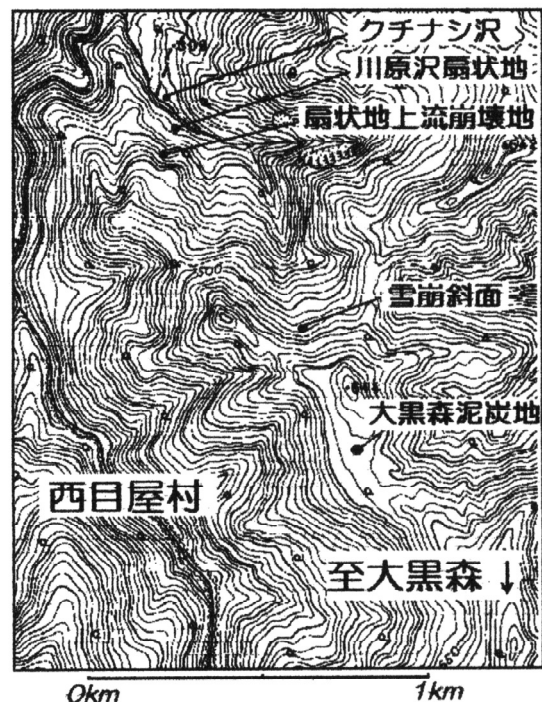 クチナシ沢
川原沢扇状地
扇状地上流崩壊地
500
雪崩斜面
大黒森泥炭地
西目屋村
至大黒森↓
0km
1km